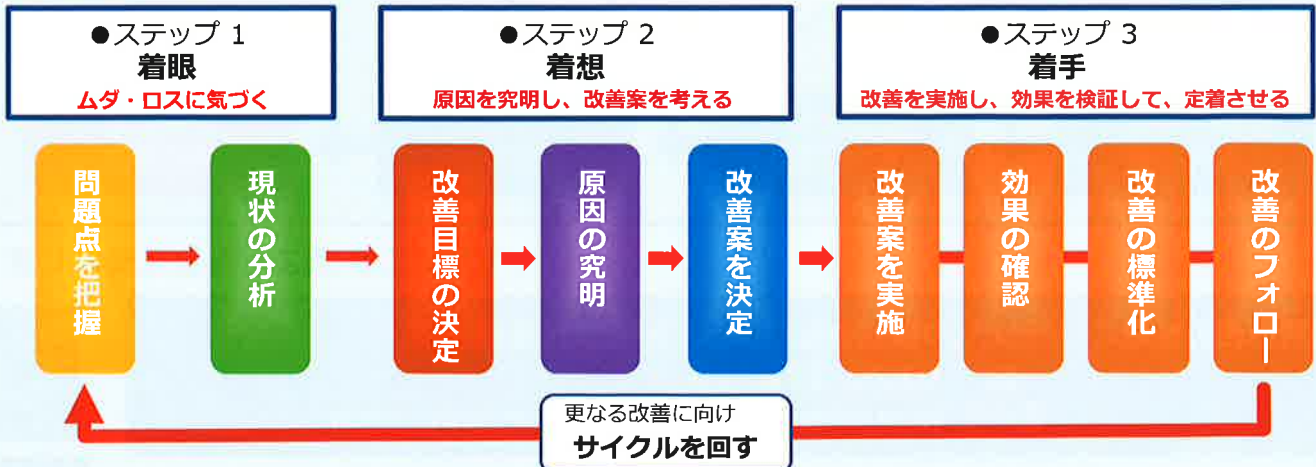 ●ステップ 1
着眼
ムダ・ロスに気づく
●ステップ 2
着想
原因を究明し、改善案を考える
●ステップ 3
着手
改善を実施し、効果を検証して、定着させる
問題点を把握
現状の分析
改善目標の決定
原因の究明
改善案を決定
改善案を実施
効果の確認
改善の標準化
改善のフォロー
更なる改善に向け
サイクルを回す